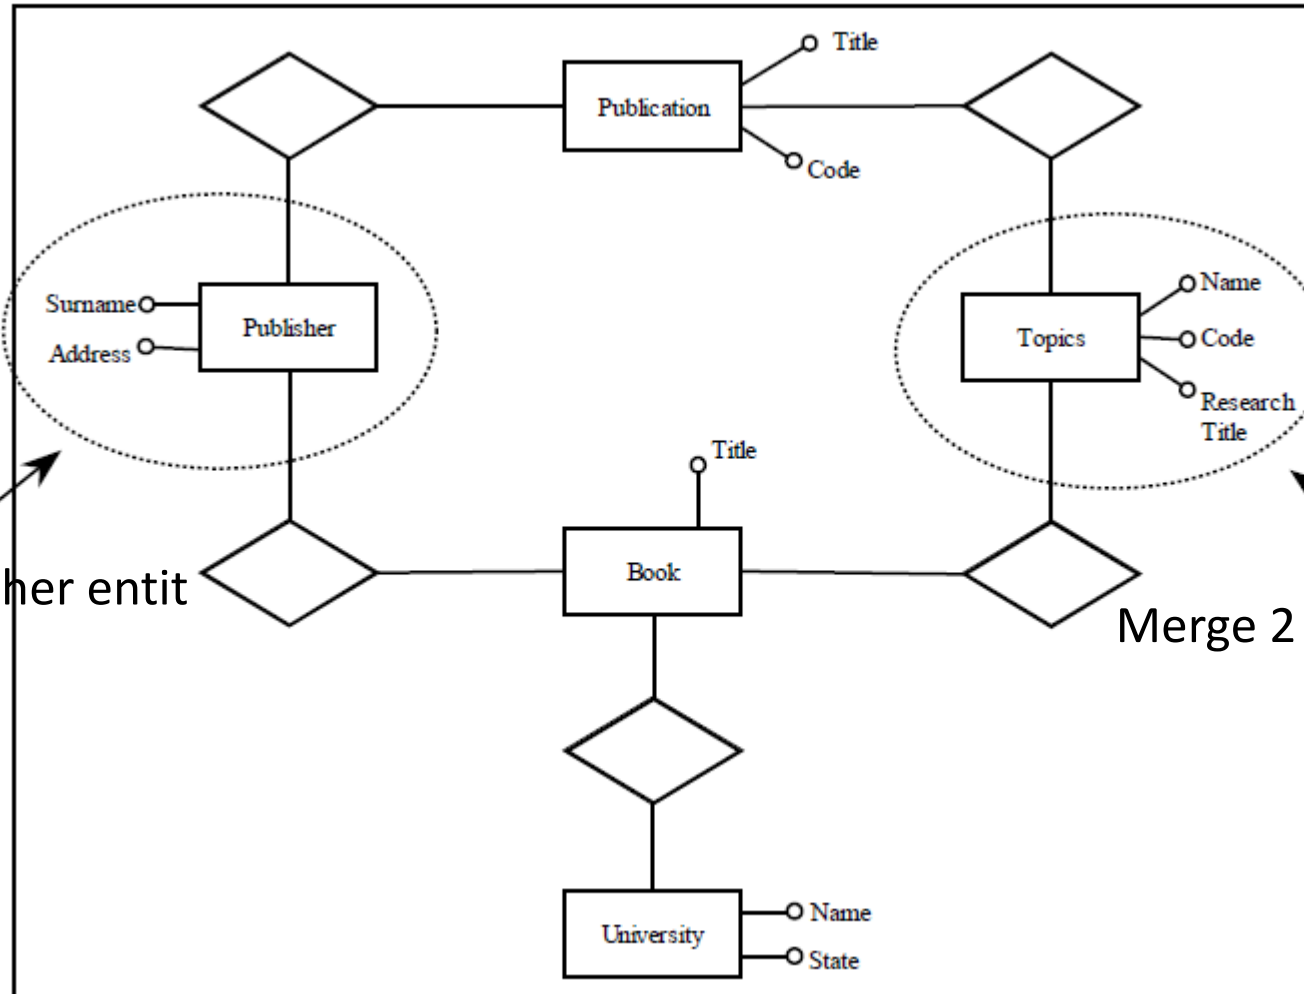 Title
Publication
Code
Surname
Address
Publisher
Name
Topics
Code
Research
Title
Title
Book
her entit
Merge 2
University
Name
State